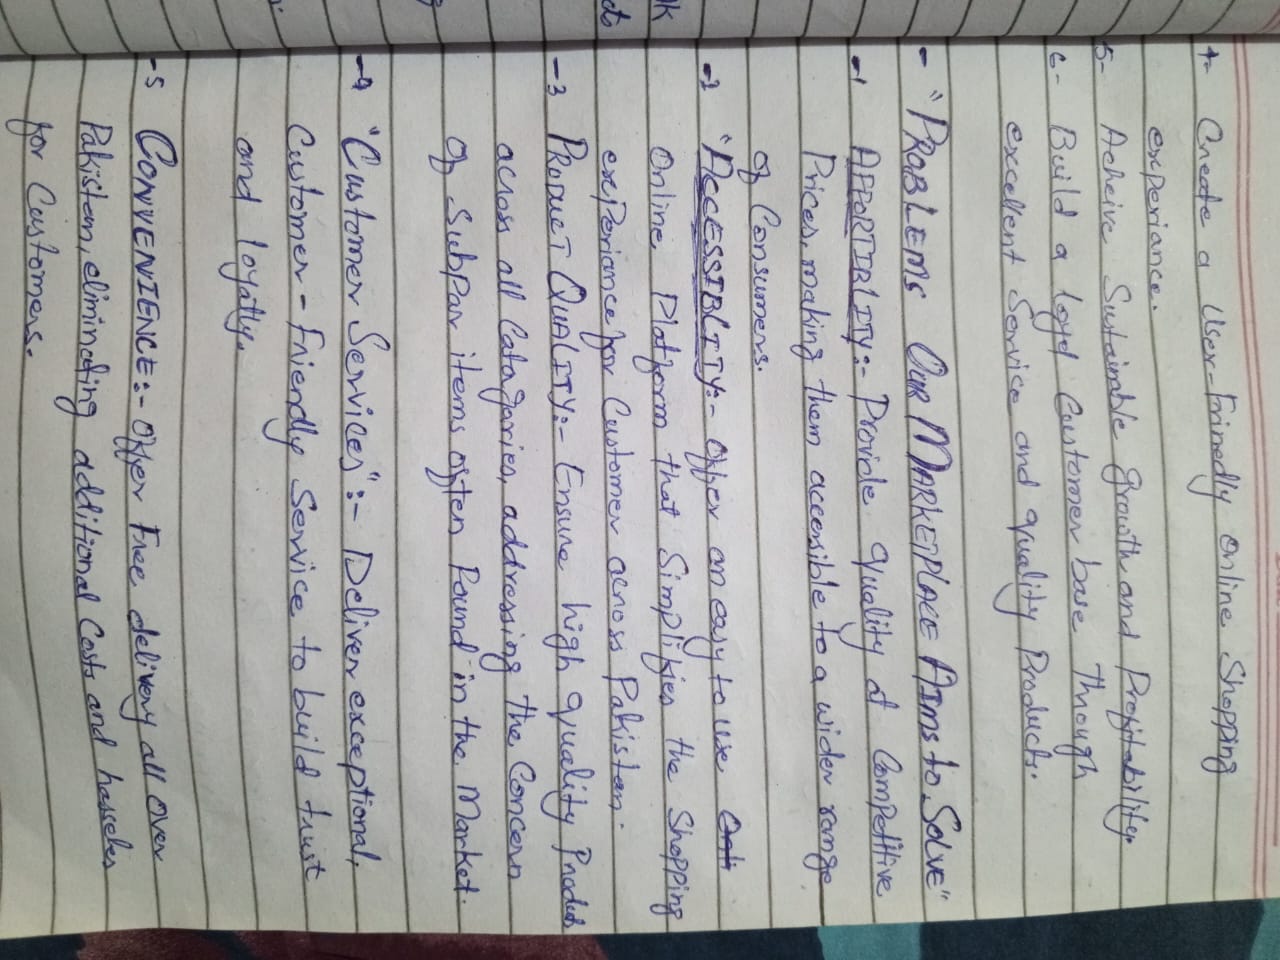 4- Create a User-Frinedly Online Shopping
experiance.
5- Acheive Sustainable growth and Profitability.
6- Build a loyel Customer base Through
excellent Service and quality Products.
- "PROBLEMS OUR MARKETPLACE AIMS to SOLVE"
-1 AFFORTIBLITY:- Provide quality at Competitive
Prices, making them accessible to a wider range
of Consumers.
-2 "ACCESSIBLITY:- Offer an easy to use Onli
Online Platform that Simplifies the Shopping
experiance for Customer across Pakistan.
-3 PRODUCT QUALITY:- Ensure high quality Products
across all Catagaries, addressing the Concern
of Subpar items often Found in the Market.
-4 "Customer Services":- Deliver exceptional,
Customer-Friendly Service to build trust
and loyatly.
-5 CONVENIENCE:- Offer Free delivery all over
Pakistan, eliminating additional Costs and hasseles
for Customers.